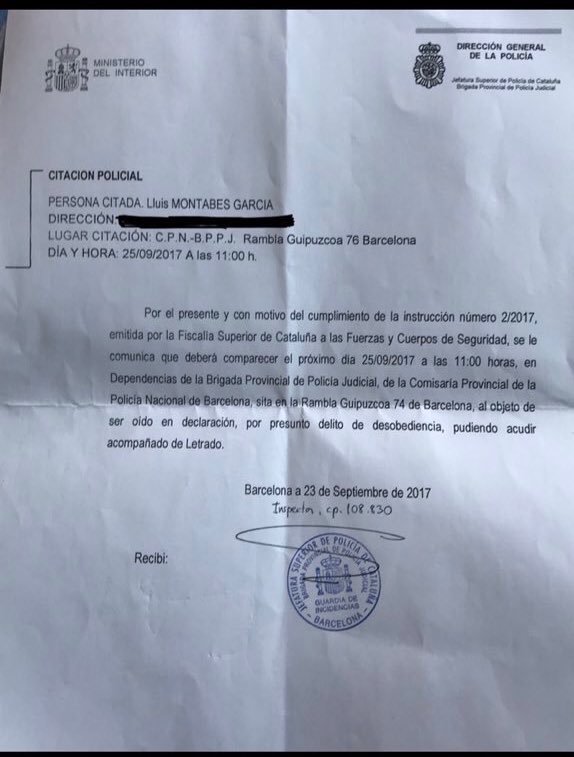 MINISTERIO
DEL INTERIOR
DIRECCIÓN GENERAL
DE LA POLICÍA
Jefatura Superior de Policía de Cataluña
Brigada Provincial de Policía Judicial
CITACION POLICIAL
PERSONA CITADA. Lluis MONTABES GARCIA
DIRECCIÓN
LUGAR CITACIÓN: C.P.N.-B.P.P.J. Rambla Guipuzcoa 76 Barcelona
DÍA Y HORA: 25/09/2017 A las 11:00 h.
Por el presente y con motivo del cumplimiento de la instrucción número 2/2017,
emitida por la Fiscalía Superior de Cataluña a las Fuerzas y Cuerpos de Seguridad, se le
comunica que deberá comparecer el próximo día 25/09/2017 a las 11:00 horas, en
Dependencias de la Brigada Provincial de Policía Judicial, de la Comisaría Provincial de la
Policía Nacional de Barcelona, sita en la Rambla Guipuzcoa 74 de Barcelona, al objeto de
ser oído en declaración, por presunto delito de desobediencia, pudiendo acudir
acompañado de Letrado.
Barcelona a 23 de Septiembre de 2017
Inspector, cp. 108.830
Recibi:
JEFATURA SUPERIOR DE POLICIA DE CATALUÑA
BRIGADA PROVINCIAL DE POLICIA JUDICIAL
GUARDIA DE
INCIDENCIAS
- BARCELONA -